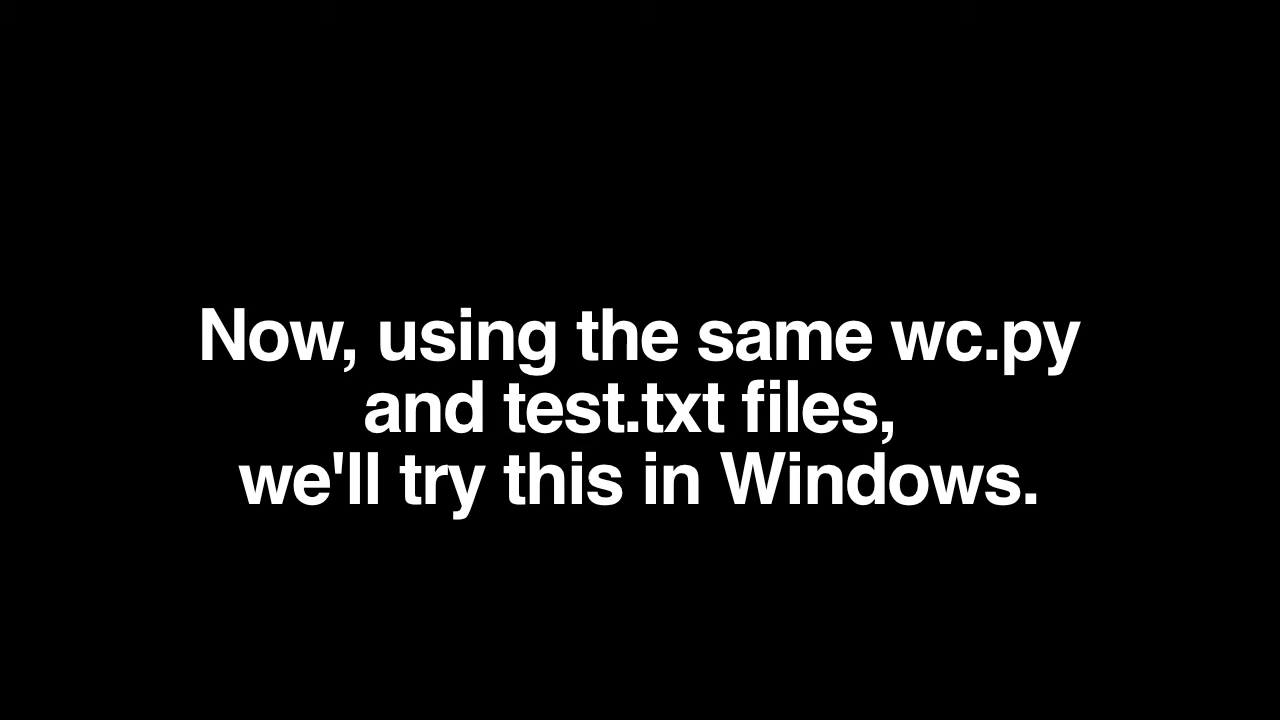 Now, using the same wc.py
and test.txt files,
we'll try this in Windows.